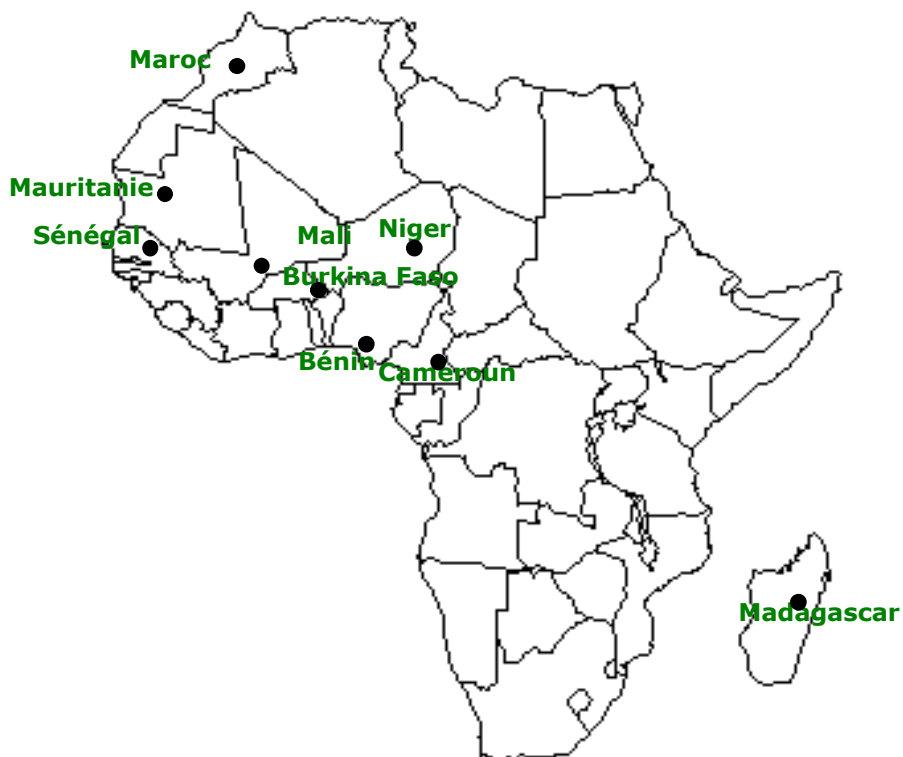 Maroc
Mauritanie
Sénégal
Mali
Niger
Burkina Faso
Bénin
Cameroun
Madagascar